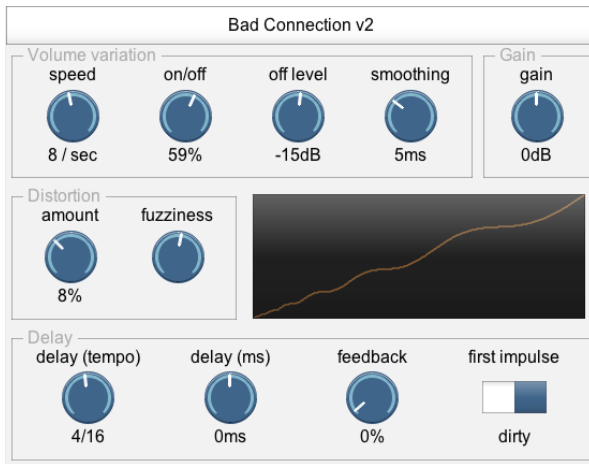 Bad Connection v2
Volume variation
Gain
speed on/off off level smoothing gain
8 / sec 59% -15dB 5ms 0dB
Distortion
amount fuzziness
8%
Delay
delay (tempo) delay (ms) feedback first impulse
4/16 0ms 0% dirty